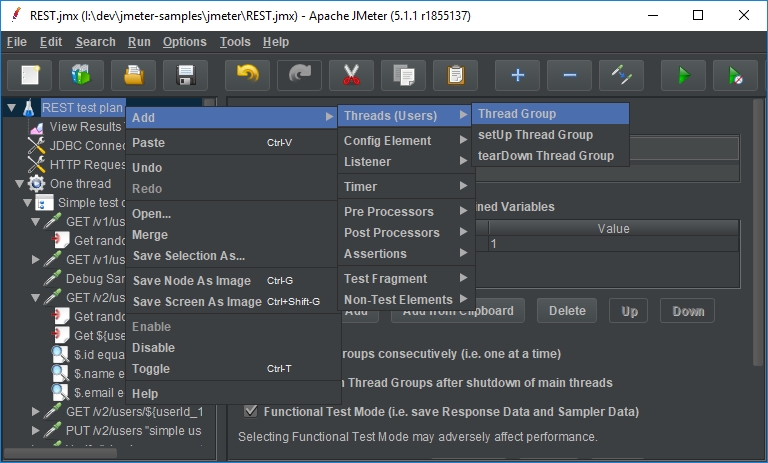 REST.jmx (I:\dev\jmeter-samples\jmeter\REST.jmx) - Apache JMeter (5.1.1 r1855137)
File Edit Search Run Options Tools Help
REST test plan
View Results
JDBC Connec
HTTP Reques
One thread
Simple test c
GET /v1/us
Get rando
GET /v1/us
Debug Sam
GET /v2/us
Get rando
Get ${use
$.id equa
$.name e
$.email e
GET /v2/users/${userId_1
PUT /v2/users "simple us
Add
Paste Ctrl-V
Undo
Redo
Open...
Merge
Save Selection As...
Save Node As Image Ctrl-G
Save Screen As Image Ctrl+Shift-G
Enable
Disable
Toggle Ctrl-T
Help
Threads (Users)
Config Element
Listener
Timer
Pre Processors
Post Processors
Assertions
Test Fragment
Non-Test Elements
Thread Group
setUp Thread Group
tearDown Thread Group
ned Variables
Value
1
Add Add from Clipboard Delete Up Down
roups consecutively (i.e. one at a time)
n Thread Groups after shutdown of main threads
Functional Test Mode (i.e. save Response Data and Sampler Data)
Selecting Functional Test Mode may adversely affect performance.